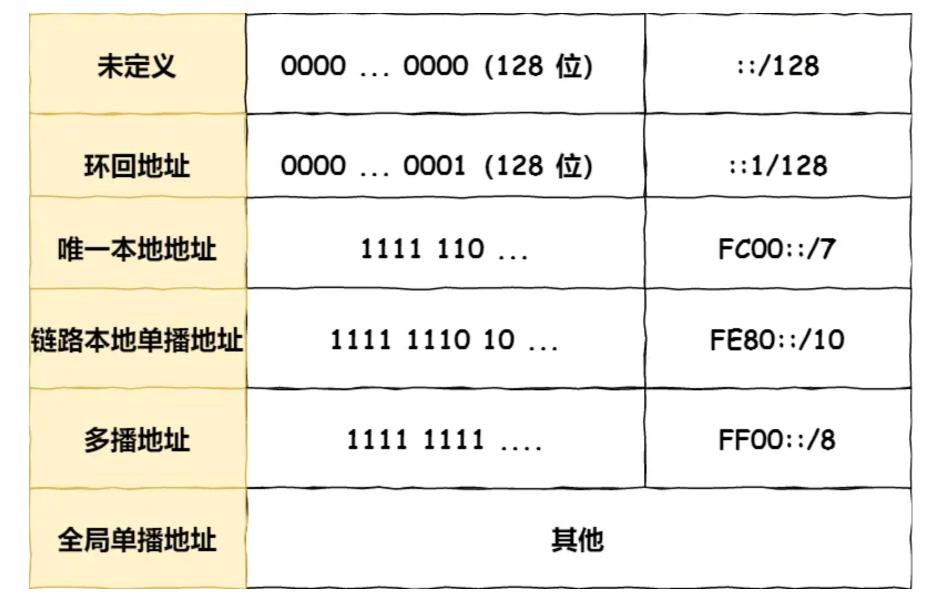 未定义 0000 ... 0000 (128 位) ::/128
环回地址 0000 ... 0001 (128 位) ::1/128
唯一本地地址 1111 110 ... FC00::/7
链路本地单播地址 1111 1110 10 ... FE80::/10
多播地址 1111 1111 .... FF00::/8
全局单播地址 其他